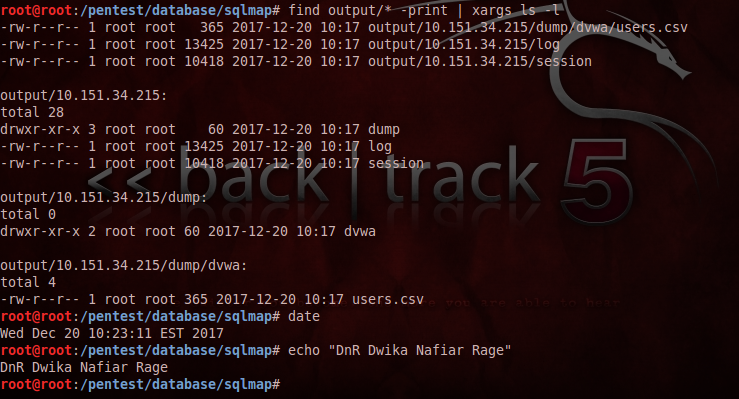 root@root:/pentest/database/sqlmap# find output/* -print | xargs ls -l
-rw-r--r-- 1 root root   365 2017-12-20 10:17 output/10.151.34.215/dump/dvwa/users.csv
-rw-r--r-- 1 root root 13425 2017-12-20 10:17 output/10.151.34.215/log
-rw-r--r-- 1 root root 10418 2017-12-20 10:17 output/10.151.34.215/session
output/10.151.34.215:
total 28
drwxr-xr-x 3 root root    60 2017-12-20 10:17 dump
-rw-r--r-- 1 root root 13425 2017-12-20 10:17 log
-rw-r--r-- 1 root root 10418 2017-12-20 10:17 session
<< back | track 5
output/10.151.34.215/dump:
total 0
drwxr-xr-x 2 root root 60 2017-12-20 10:17 dvwa
output/10.151.34.215/dump/dvwa:
total 4
-rw-r--r-- 1 root root 365 2017-12-20 10:17 users.csv
you are able to hear
root@root:/pentest/database/sqlmap# date
Wed Dec 20 10:23:11 EST 2017
root@root:/pentest/database/sqlmap# echo "DnR Dwika Nafiar Rage"
DnR Dwika Nafiar Rage
root@root:/pentest/database/sqlmap#